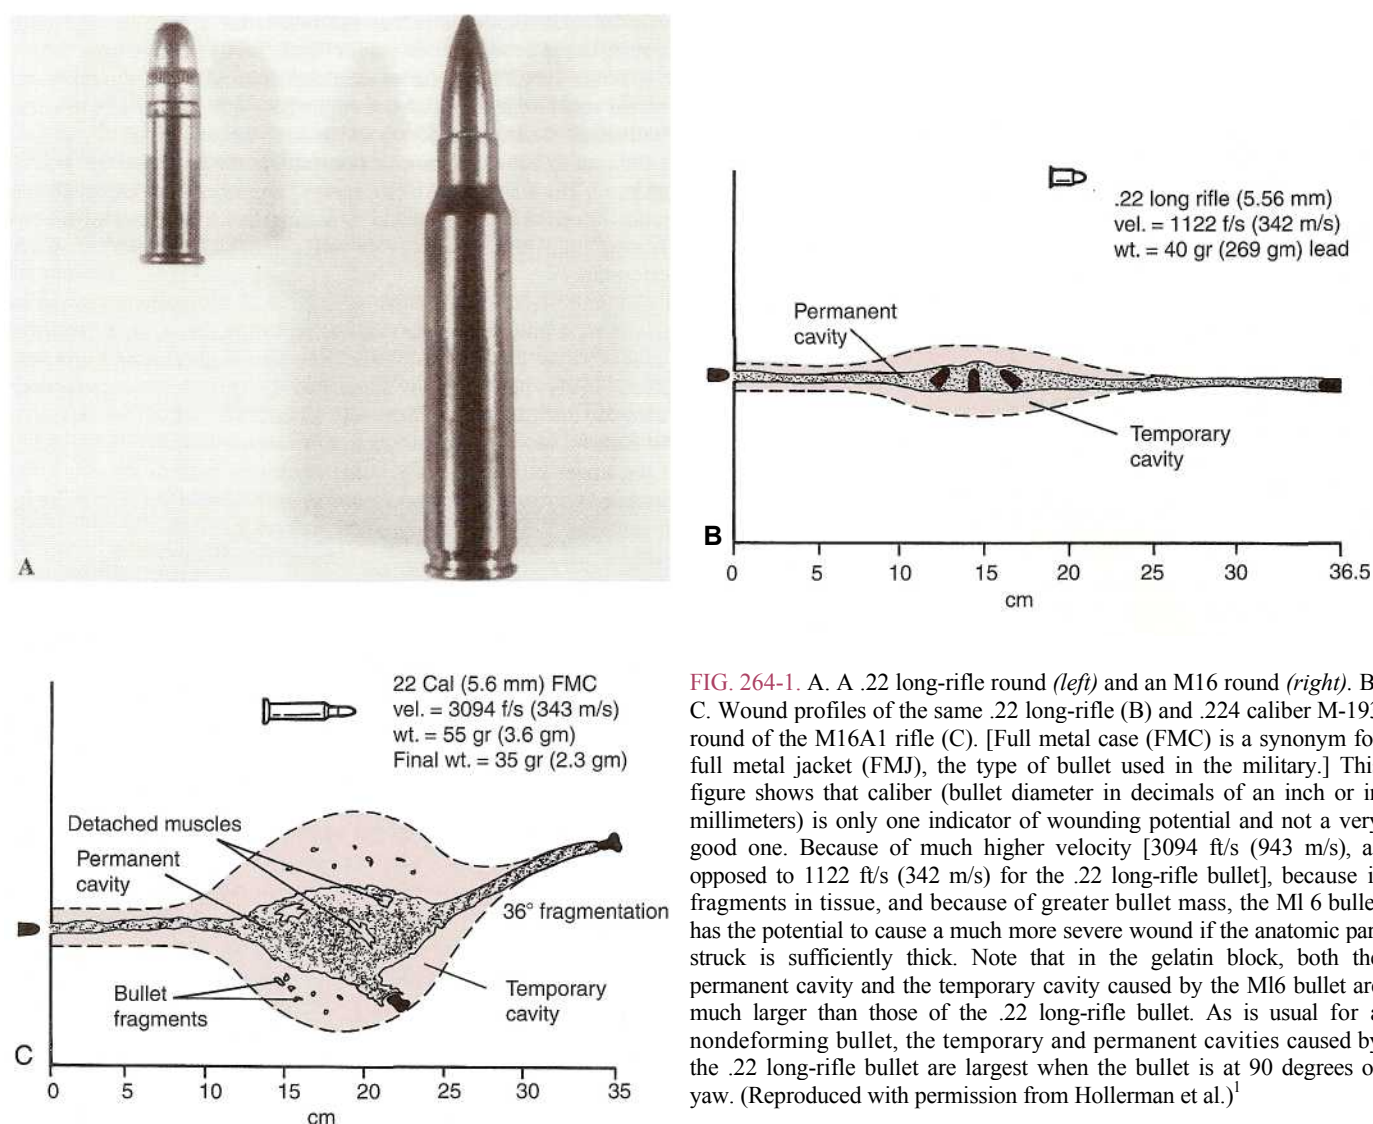 A
.22 long rifle (5.56 mm)
vel. = 1122 f/s (342 m/s)
wt. = 40 gr (269 gm) lead
Permanent
cavity
Temporary
cavity
B
0 5 10 15 20 25 30 36.5
cm
22 Cal (5.6 mm) FMC
vel. = 3094 f/s (343 m/s)
wt. = 55 gr (3.6 gm)
Final wt. = 35 gr (2.3 gm)
Detached muscles
Permanent
cavity
36° fragmentation
Bullet
fragments
Temporary
cavity
C
0 5 10 15 20 25 30 35
cm
FIG. 264-1. A. A .22 long-rifle round (left) and an M16 round (right). B
C. Wound profiles of the same .22 long-rifle (B) and .224 caliber M-193
round of the M16A1 rifle (C). [Full metal case (FMC) is a synonym fo
full metal jacket (FMJ), the type of bullet used in the military.] Thi
figure shows that caliber (bullet diameter in decimals of an inch or in
millimeters) is only one indicator of wounding potential and not a very
good one. Because of much higher velocity [3094 ft/s (943 m/s), a
opposed to 1122 ft/s (342 m/s) for the .22 long-rifle bullet], because i
fragments in tissue, and because of greater bullet mass, the Ml 6 bulle
has the potential to cause a much more severe wound if the anatomic par
struck is sufficiently thick. Note that in the gelatin block, both the
permanent cavity and the temporary cavity caused by the Ml6 bullet are
much larger than those of the .22 long-rifle bullet. As is usual for a
nondeforming bullet, the temporary and permanent cavities caused by
the .22 long-rifle bullet are largest when the bullet is at 90 degrees o
yaw. (Reproduced with permission from Hollerman et al.)1